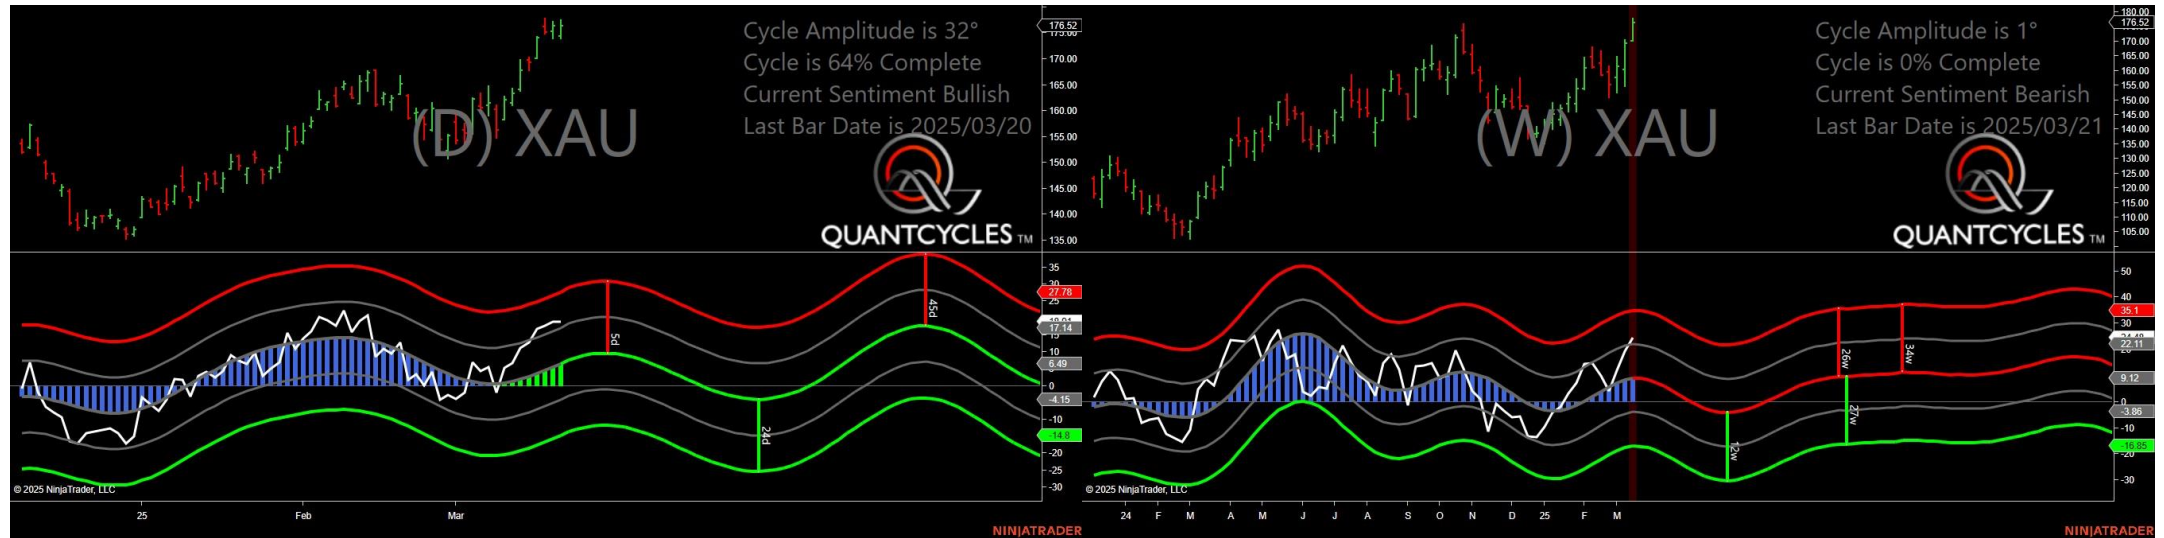 Cycle Amplitude is 32°
Cycle is 64% Complete
Current Sentiment Bullish
Last Bar Date is 2025/03/20
(D) XAU
QUANTCYCLES TM
176.52
175.00
170.00
165.00
160.00
155.00
150.00
145.00
140.00
135.00
35
27.78
25
17.14
15
10
6.49
0
-4.15
-10
-14.8
-20
-25
-30
5d
24d
45d
© 2025 NinjaTrader, LLC
25
Feb
Mar
NINJATRADER
Cycle Amplitude is 1°
Cycle is 0% Complete
Current Sentiment Bearish
Last Bar Date is 2025/03/21
(W) XAU
QUANTCYCLES TM
180.00
176.52
170.00
165.00
160.00
155.00
150.00
145.00
140.00
135.00
130.00
125.00
120.00
115.00
110.00
105.00
50
40
35.1
30
22.11
9.12
0
-3.86
-10
-16.85
-20
-30
12w
26w
27w
34w
© 2025 NinjaTrader, LLC
24
F
M
A
M
J
J
A
S
O
N
D
25
F
M
NINJATRADER